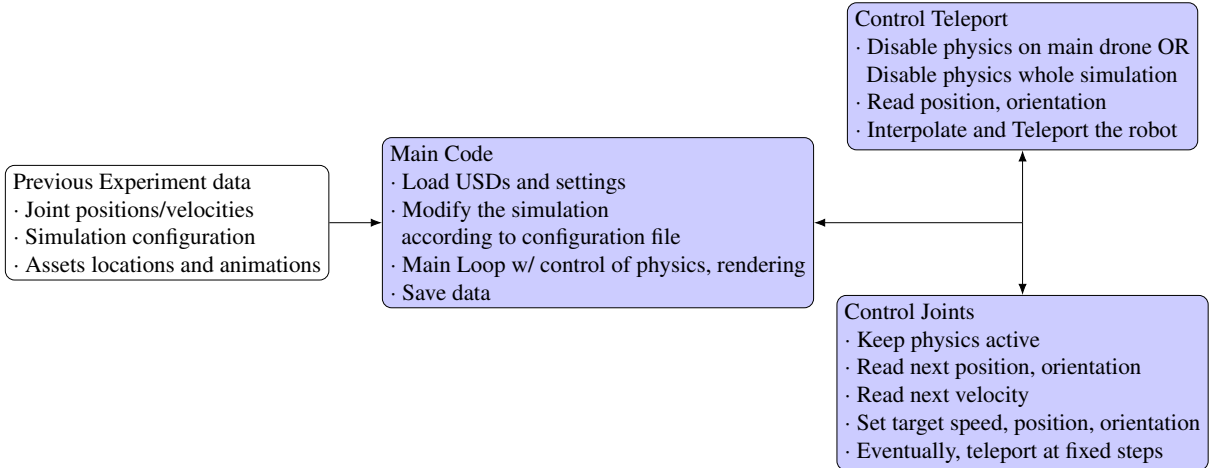 Previous Experiment data
· Joint positions/velocities
· Simulation configuration
· Assets locations and animations
Main Code
· Load USDs and settings
· Modify the simulation
according to configuration file
· Main Loop w/ control of physics, rendering
· Save data
Control Teleport
· Disable physics on main drone OR
Disable physics whole simulation
· Read position, orientation
· Interpolate and Teleport the robot
Control Joints
· Keep physics active
· Read next position, orientation
· Read next velocity
· Set target speed, position, orientation
· Eventually, teleport at fixed steps